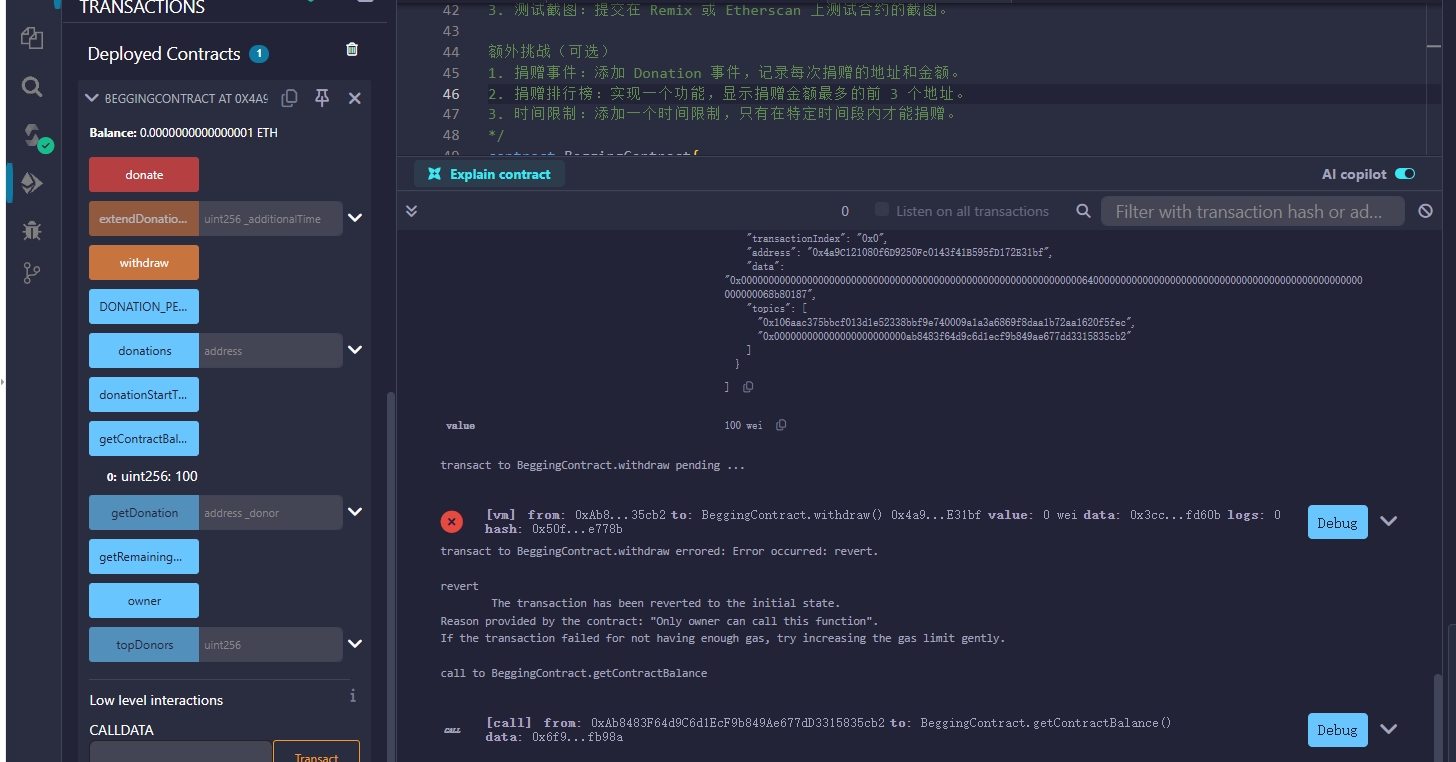 TRANSACTIONS
Deployed Contracts 1
BEGGINGCONTRACT AT 0X4A9
Balance: 0.0000000000000001 ETH
donate
extendDonatio... uint256 _additionalTime
withdraw
DONATION_PE...
donations address
donationStartT...
getContractBal...
0: uint256: 100
getDonation address _donor
getRemaining...
owner
topDonors uint256
Low level interactions i
CALLDATA
Transact
42 3. 测试截图：提交在 Remix 或 Etherscan 上测试合约的截图。
43
44 额外挑战（可选）
45 1. 捐赠事件：添加 Donation 事件，记录每次捐赠的地址和金额。
46 2. 捐赠排行榜：实现一个功能，显示捐赠金额最多的前 3 个地址。
47 3. 时间限制：添加一个时间限制，只有在特定时间段内才能捐赠。
48 */
49 contract BeggingContract{
Explain contract
AI copilot
0 Listen on all transactions Filter with transaction hash or ad...
"transactionIndex": "0x0",
"address": "0x4a9C121080f6D9250Fc0143f41B595fD172E31bf",
"data":
"topics": [
"0x106aac375bbcf013d1e52338bbf9e740009a1a3a6869f8daa1b72aa1620f5fec",
"0x000000000000000000000000ab8483f64d9c6d1ecf9b849ae677dd3315835cb2"
]
}
]
value 100 wei
transact to BeggingContract.withdraw pending ...
[vm] from: 0xAb8...35cb2 to: BeggingContract.withdraw() 0x4a9...E31bf value: 0 wei data: 0x3cc...fd60b logs: 0
hash: 0x50f...e778b
Debug
transact to BeggingContract.withdraw errored: Error occurred: revert.
revert
The transaction has been reverted to the initial state.
Reason provided by the contract: "Only owner can call this function".
If the transaction failed for not having enough gas, try increasing the gas limit gently.
call to BeggingContract.getContractBalance
CALL [call] from: 0xAb8483F64d9C6d1EcF9b849Ae677dD3315835cb2 to: BeggingContract.getContractBalance()
data: 0x6f9...fb98a
Debug